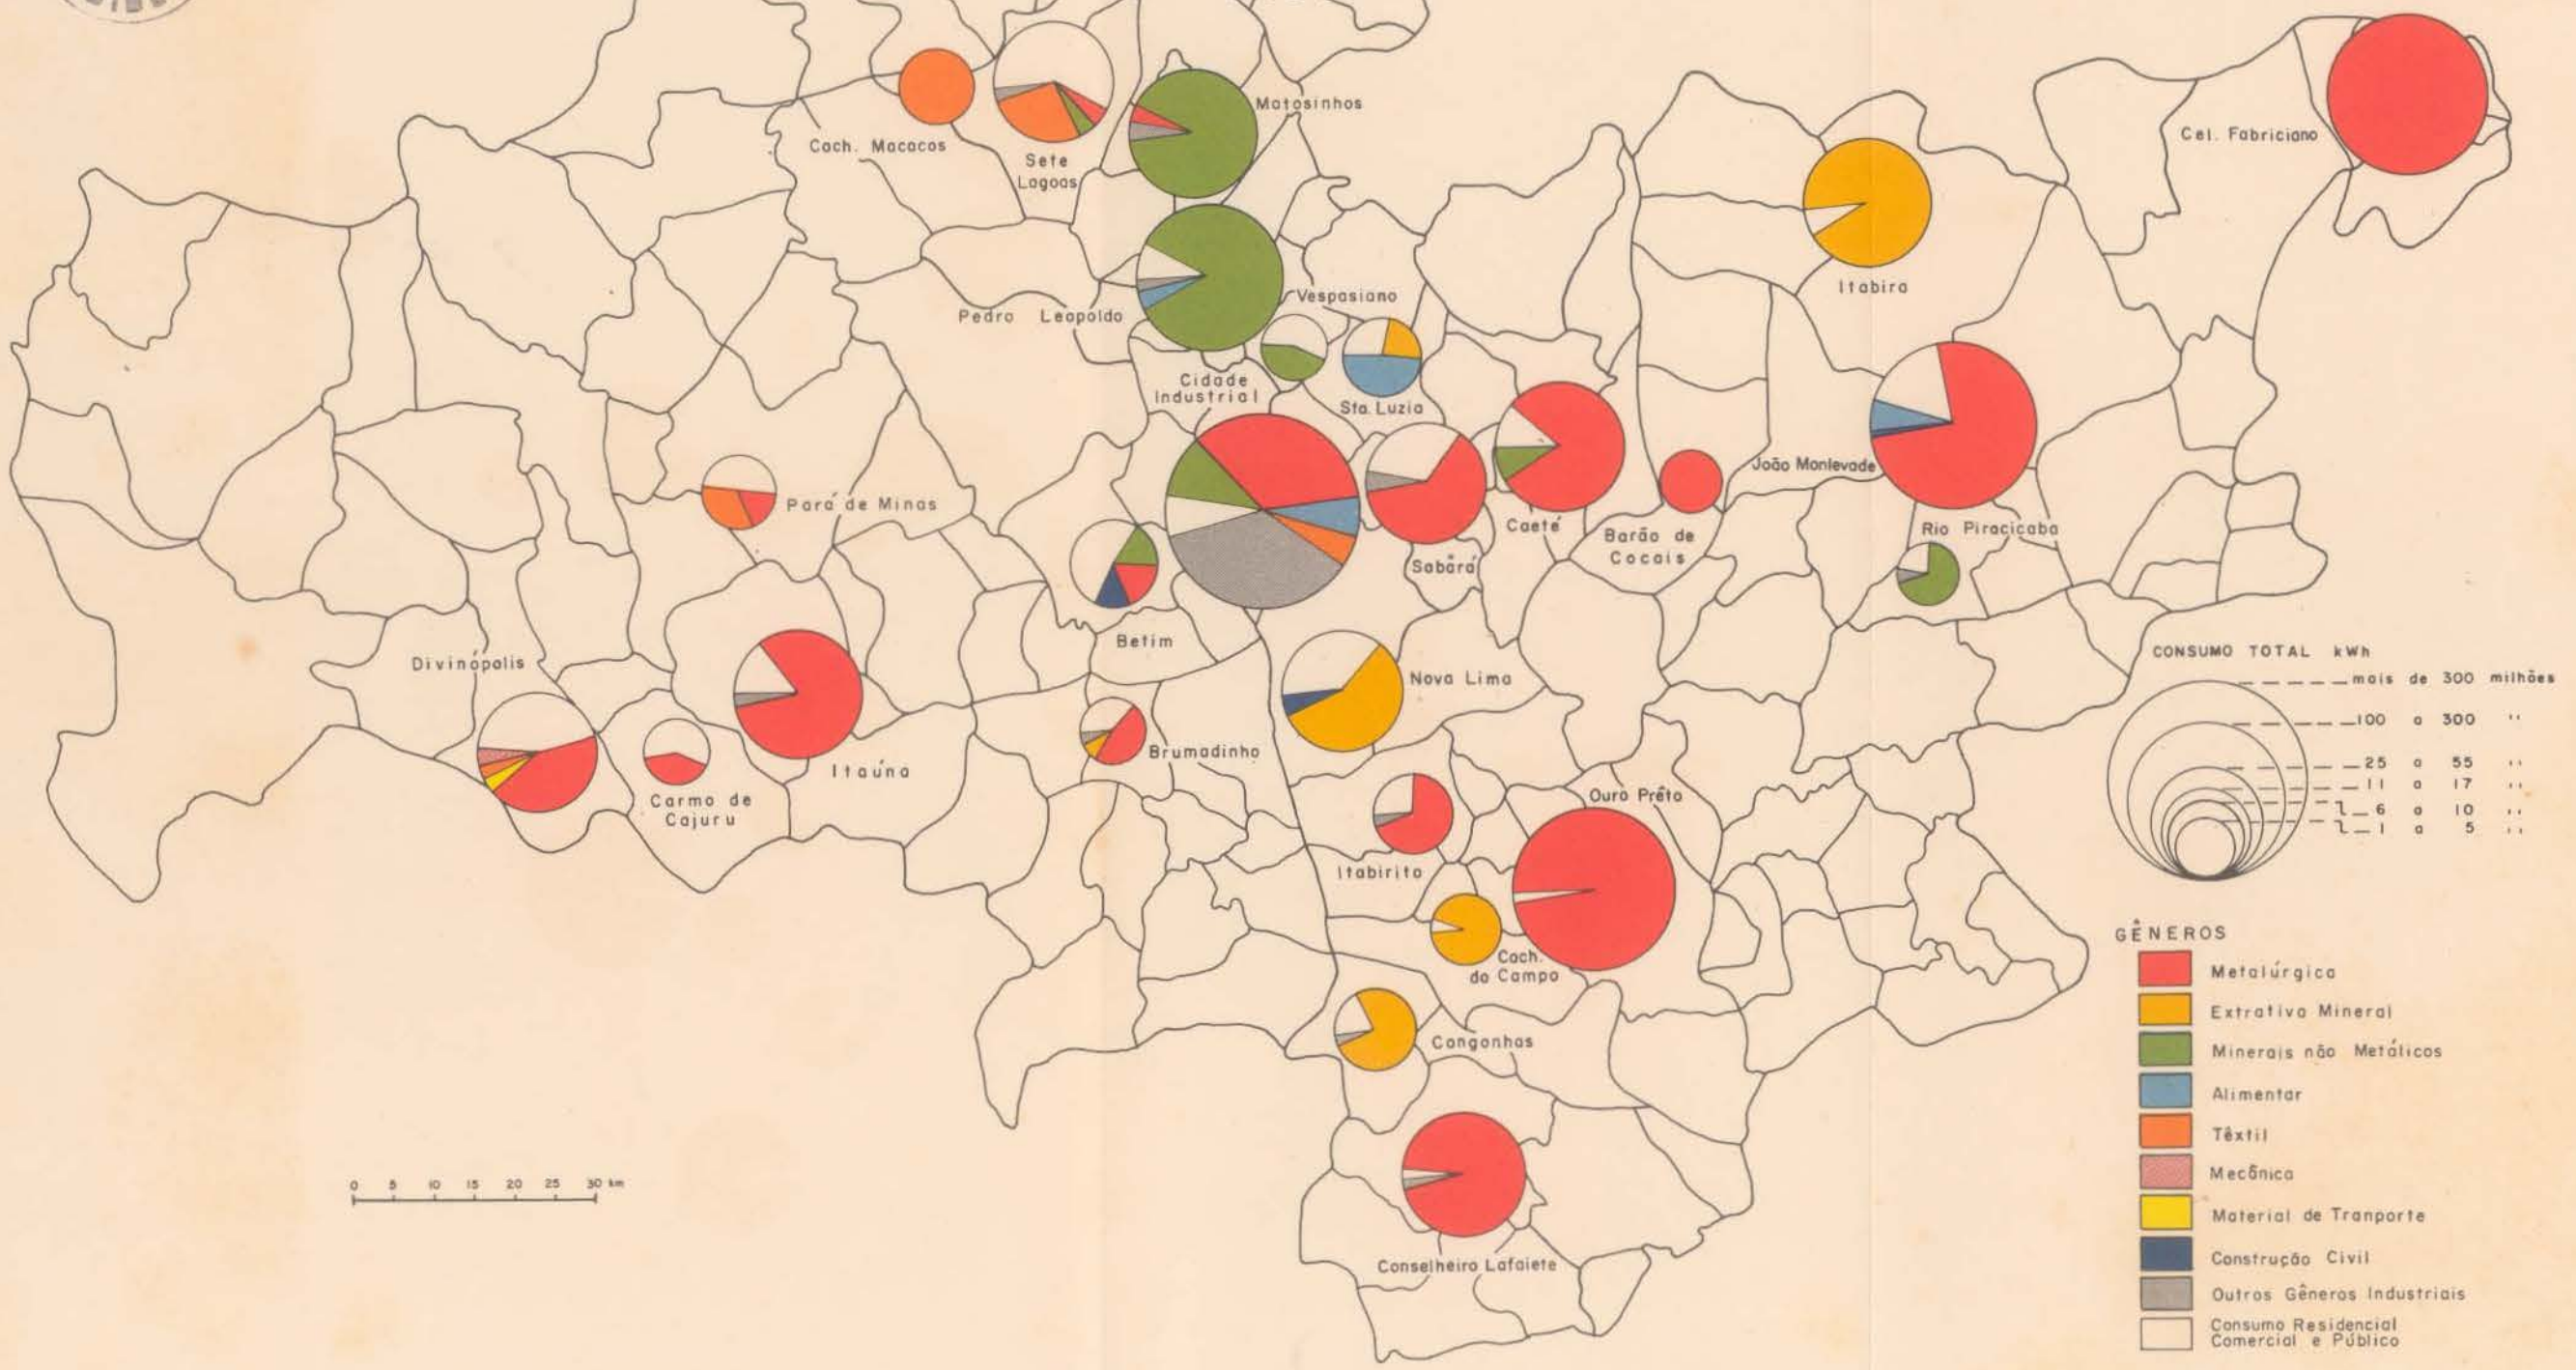 Matosinhos
Cach. Macacos
Sete
Lagoas
Cel. Fabriciano
Itabira
Vespasiano
Pedro Leopoldo
Cidade
Industrial
Sta. Luzia
João Monlevade
Pará de Minas
Caeté
Barão de
Cocais
Rio Piracicaba
Sabará
Betim
Divinópolis
Nova Lima
Brumadinho
Itaúna
Carmo de
Cajuru
Ouro Prêto
Itabirito
Cach.
do Campo
Congonhas
Conselheiro Lafaiete
0 5 10 15 20 25 30 km
CONSUMO TOTAL kWh
mais de 300 milhões
100 a 300 ''
25 a 55 ''
11 a 17 ''
6 a 10 ''
1 a 5 ''
GÊNEROS
Metalúrgica
Extrativa Mineral
Minerais não Metálicos
Alimentar
Têxtil
Mecânica
Material de Tranporte
Construção Civil
Outros Gêneros Industriais
Consumo Residencial
Comercial e Público